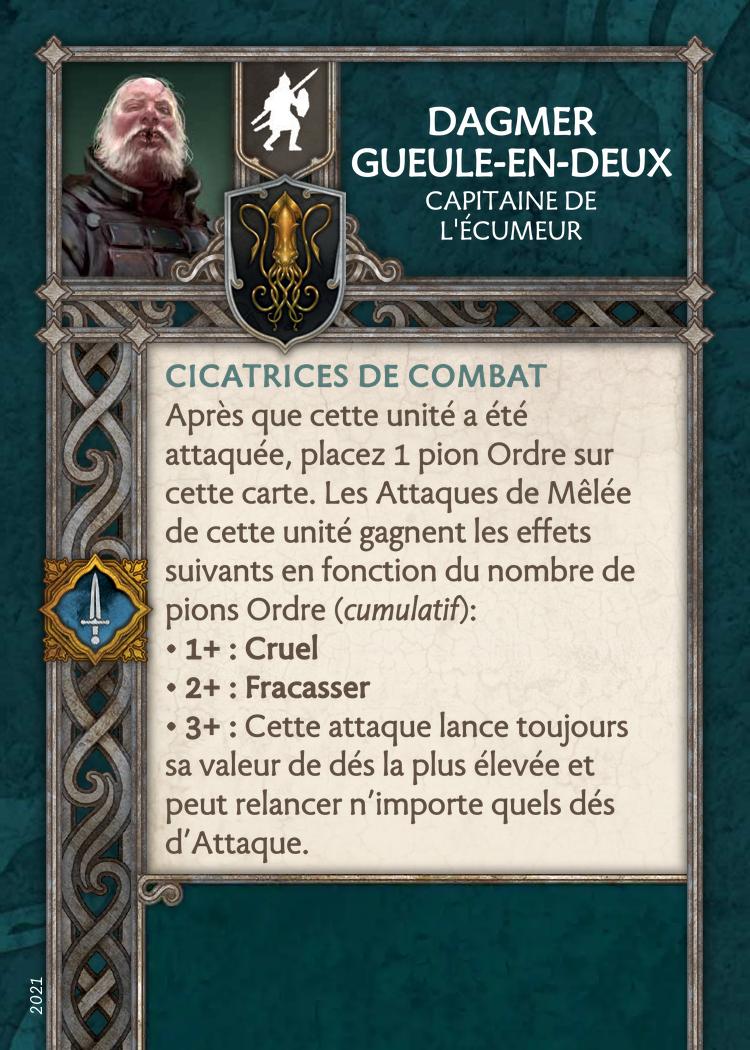 DAGMER
GUEULE-EN-DEUX
CAPITAINE DE
L'ÉCUMEUR
CICATRICES DE COMBAT
Après que cette unité a été
attaquée, placez 1 pion Ordre sur
cette carte. Les Attaques de Mêlée
de cette unité gagnent les effets
suivants en fonction du nombre de
pions Ordre (cumulatif):
• 1+ : Cruel
• 2+ : Fracasser
• 3+ : Cette attaque lance toujours
sa valeur de dés la plus élevée et
peut relancer n’importe quels dés
d’Attaque.
2021